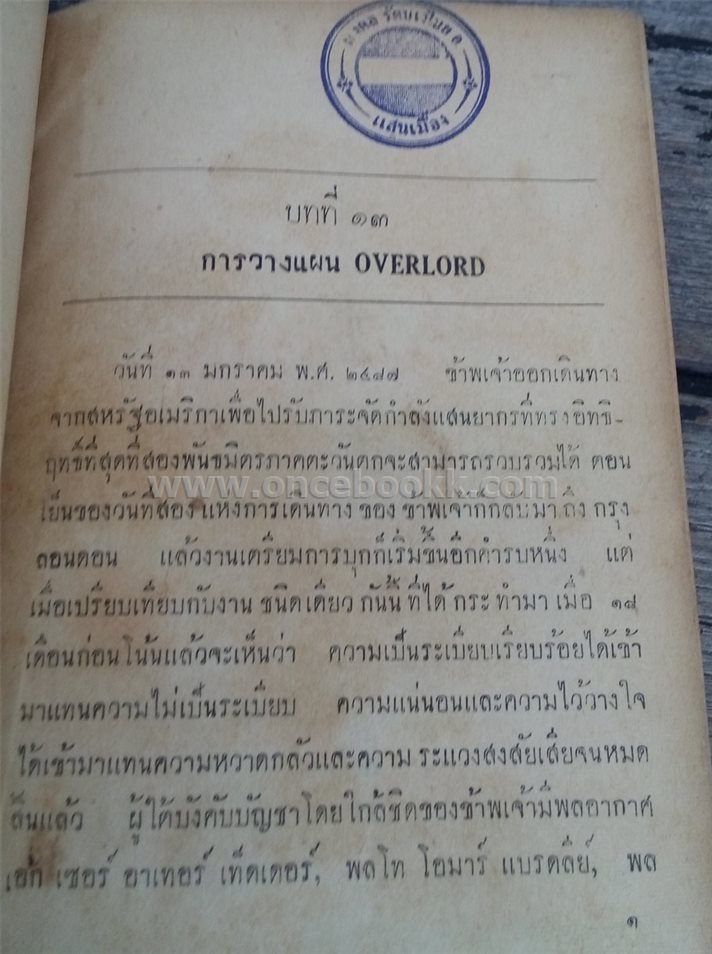 แสนเมือง
บทที่ ๑๓
การวางแผน OVERLORD
วันที่ ๑๓ มกราคม พ.ศ. ๒๔๘๗ ข้าพเจ้าออกเดินทาง
จากสหรัฐอเมริกาเพื่อไปรับภาระจัดกำลังแสนยากรที่ทรงอิทธิ-
ฤทธิ์ที่สุดที่สองพันธมิตรภาคตะวันตกจะสามารถรวบรวมได้ ตอน
www.oncebookk.com
เย็นของวันที่สอง แห่งการเดินทาง ของ ข้าพเจ้าก็กลับมา ถึง กรุง
ลอนดอน แล้วงานเตรียมการบุกก็เริ่มขึ้นอีกคำรบหนึ่ง แต่
เมื่อเปรียบเทียบกับงาน ชนิดเดียว กันนี้ ที่ได้ กระ ทำมา เมื่อ ๑๘
เดือนก่อนโน้นแล้วจะเห็นว่า ความเป็นระเบียบเรียบร้อยได้เข้า
มาแทนความไม่เป็นระเบียบ ความแน่นอนและความไว้วางใจ
ได้เข้ามาแทนความหวาดกลัวและความ ระแวงสงสัยเสียจนหมด
สิ้นแล้ว ผู้ใต้บังคับบัญชาโดยใกล้ชิดของข้าพเจ้ามีพลอากาศ
เอก เซอร์ อาเทอร์ เท็ดเดอร์, พลโท โอมาร์ แบรดลีย์, พล
๑